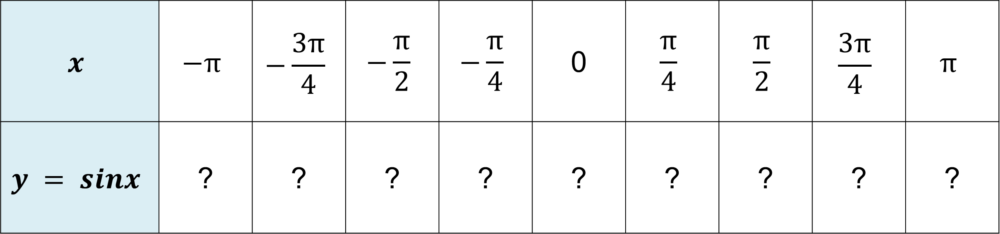 x −π −3π/4 −π/2 −π/4 0 π/4 π/2 3π/4 π
y = sinx ? ? ? ? ? ? ? ? ?